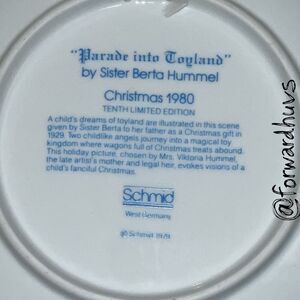 "Parade into Toyland"
by Sister Berta Hummel
Christmas 1980
TENTH LIMITED EDITION
A child's dreams of toyland are illustrated in this scene
given by Sister Berta to her father as a Christmas gift in
1929. Two childlike angels journey into a magical toy
kingdom where wagons full of Christmas treats abound.
This holiday picture, chosen by Mrs. Viktoria Hummel,
the late artist's mother and legal heir, evokes visions of a
child's fanciful Christmas.
Schmid
West Germany
© Schmid
@forwardhuvs